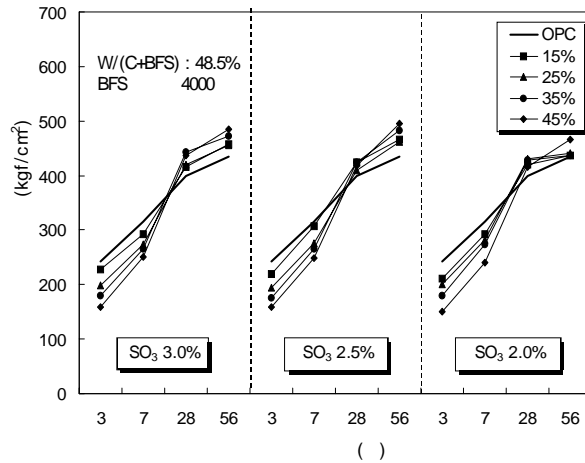 700
600
500
400
300
200
100
0
(kgf/cm²)
W/(C+BFS) : 48.5%
BFS 4000
OPC
15%
25%
35%
45%
SO₃ 3.0%
SO₃ 2.5%
SO₃ 2.0%
3 7 28 56 3 7 28 56 3 7 28 56
( )